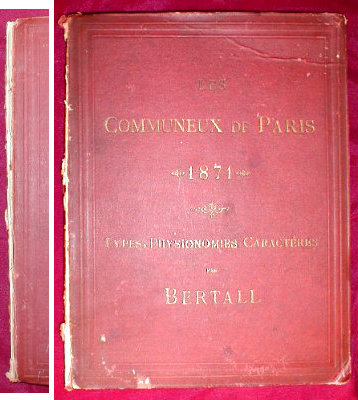 LES
COMMUNEUX DE PARIS
1871
TYPES, PHYSIONOMIES CARACTÈRES
PAR
BERTALL